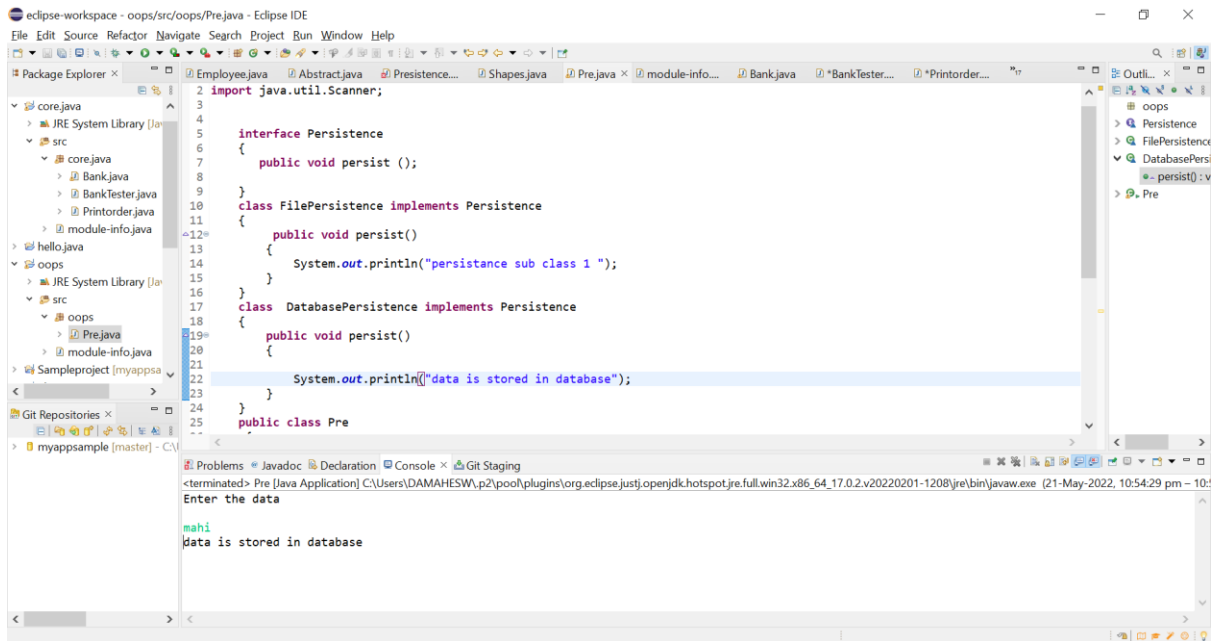 eclipse-workspace - oops/src/oops/Pre.java - Eclipse IDE
File Edit Source Refactor Navigate Search Project Run Window Help
Package Explorer
core.java
JRE System Library [Jav
src
core.java
Bank.java
BankTester.java
Printorder.java
module-info.java
hello.java
oops
JRE System Library [Jav
src
oops
Pre.java
module-info.java
Sampleproject [myappsa
Git Repositories
myappsample [master] - C:\
Employee.java Abstract.java Presistence.... Shapes.java Pre.java module-info.... Bank.java *BankTester.... *Printorder.... »17
2 import java.util.Scanner;
3
4
5 interface Persistence
6 {
7 public void persist ();
8
9 }
10 class FilePersistence implements Persistence
11 {
12 public void persist()
13 {
14 System.out.println("persistance sub class 1 ");
15 }
16 }
17 class DatabasePersistence implements Persistence
18 {
19 public void persist()
20 {
21
22 System.out.println("data is stored in database");
23 }
24 }
25 public class Pre
Outli...
oops
Persistence
FilePersistence
DatabasePersi
persist() : v
Pre
Problems Javadoc Declaration Console Git Staging
<terminated> Pre [Java Application] C:\Users\DAMAHESW\.p2\pool\plugins\org.eclipse.justj.openjdk.hotspot.jre.full.win32.x86_64_17.0.2.v20220201-1208\jre\bin\javaw.exe (21-May-2022, 10:54:29 pm – 10:5
Enter the data
mahi
data is stored in database